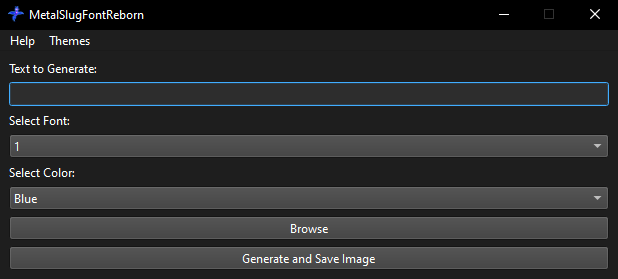 MetalSlugFontReborn
Help Themes
Text to Generate:
Select Font:
1
Select Color:
Blue
Browse
Generate and Save Image